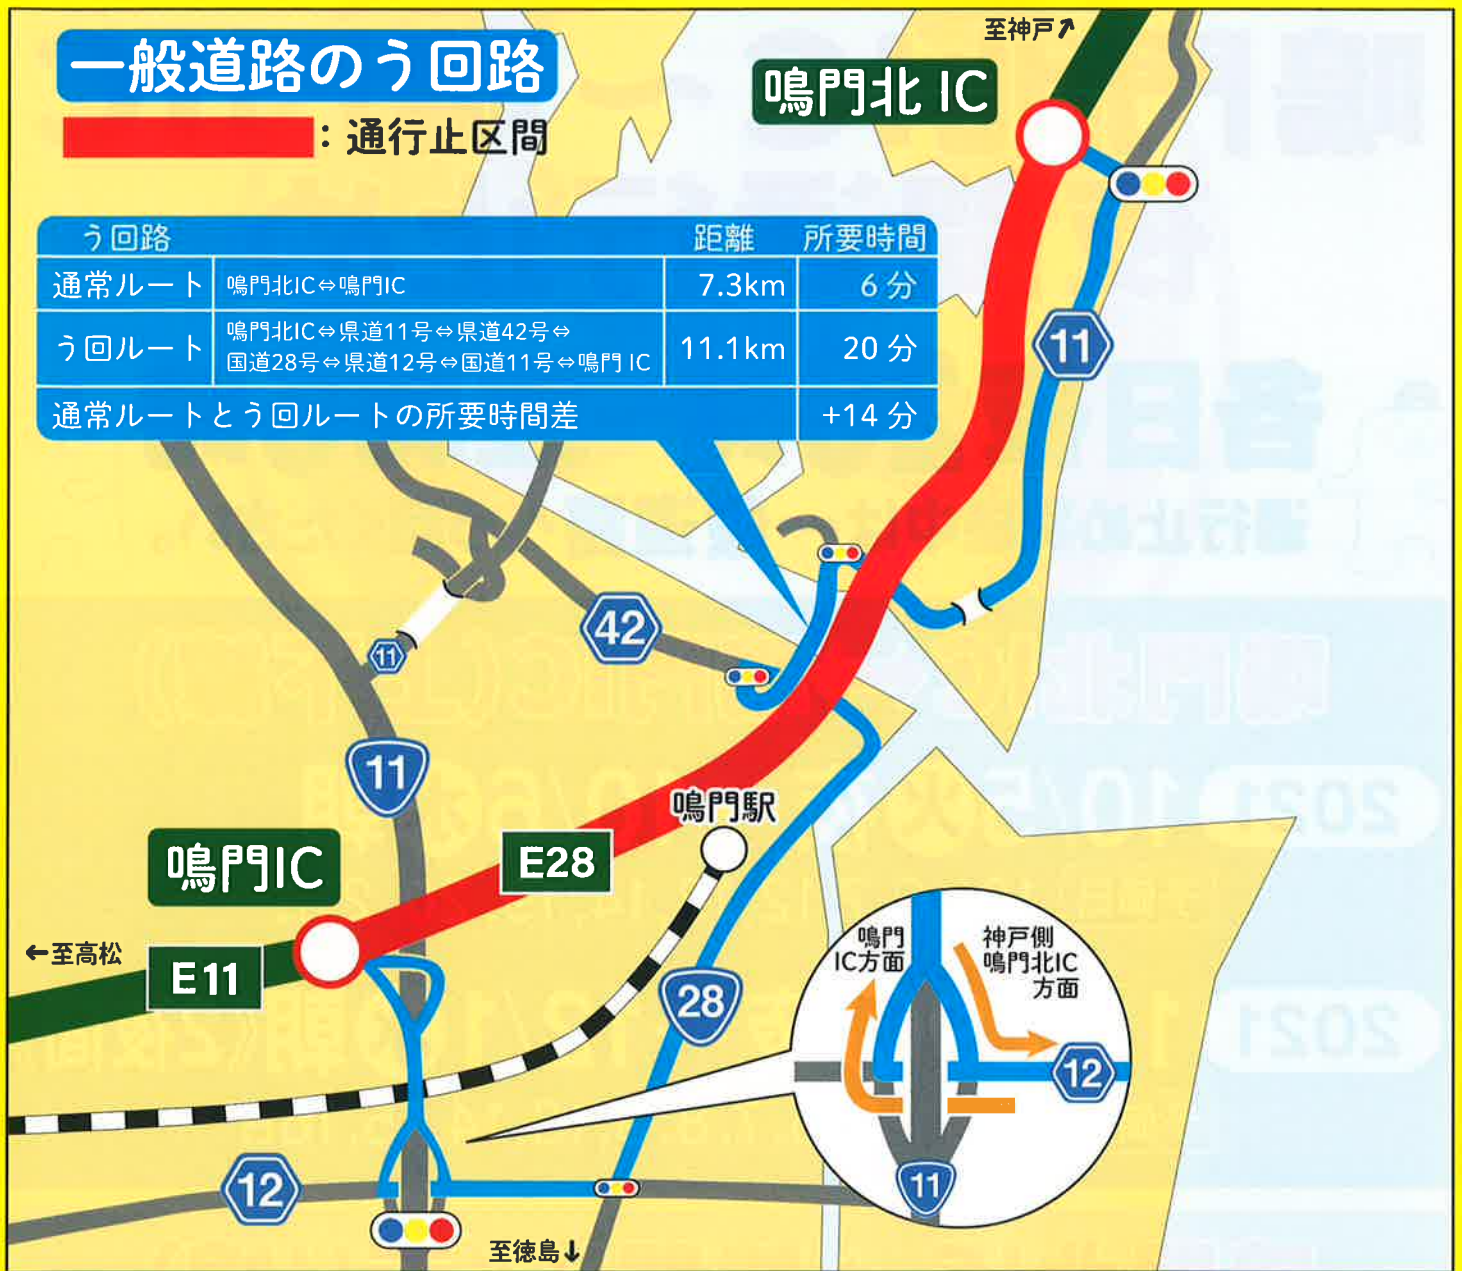 至神戸↗
一般道路のう回路
鳴門北 IC
：通行止区間
う回路 距離 所要時間
通常ルート 鳴門北IC⇔鳴門IC 7.3km 6 分
う回ルート 鳴門北IC⇔県道11号⇔県道42号⇔
国道28号⇔県道12号⇔国道11号⇔鳴門 IC 11.1km 20 分
通常ルートとう回ルートの所要時間差 +14 分
11
42
11
11
鳴門駅
鳴門IC
E28
←至高松
E11
28
鳴門
IC方面
神戸側
鳴門北IC
方面
12
11
12
至徳島↓